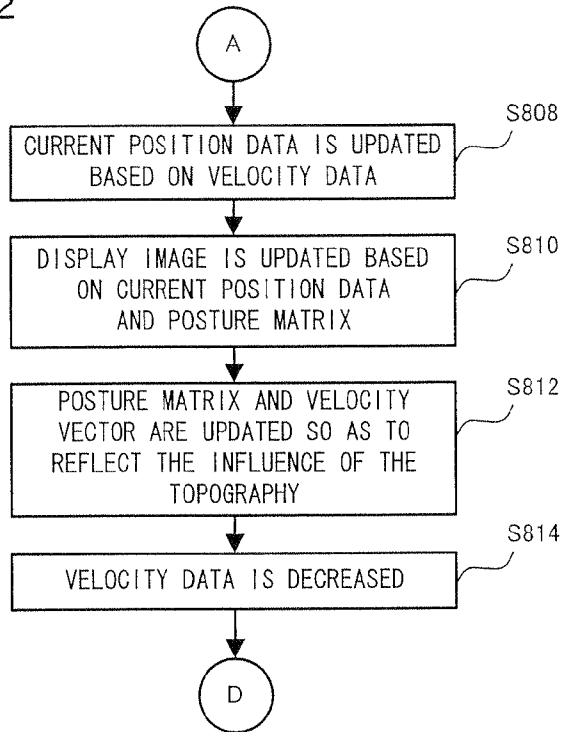 2
A
S808
CURRENT POSITION DATA IS UPDATED
BASED ON VELOCITY DATA
S810
DISPLAY IMAGE IS UPDATED BASED
ON CURRENT POSITION DATA
AND POSTURE MATRIX
S812
POSTURE MATRIX AND VELOCITY
VECTOR ARE UPDATED SO AS TO
REFLECT THE INFLUENCE OF THE
TOPOGRAPHY
S814
VELOCITY DATA IS DECREASED
D